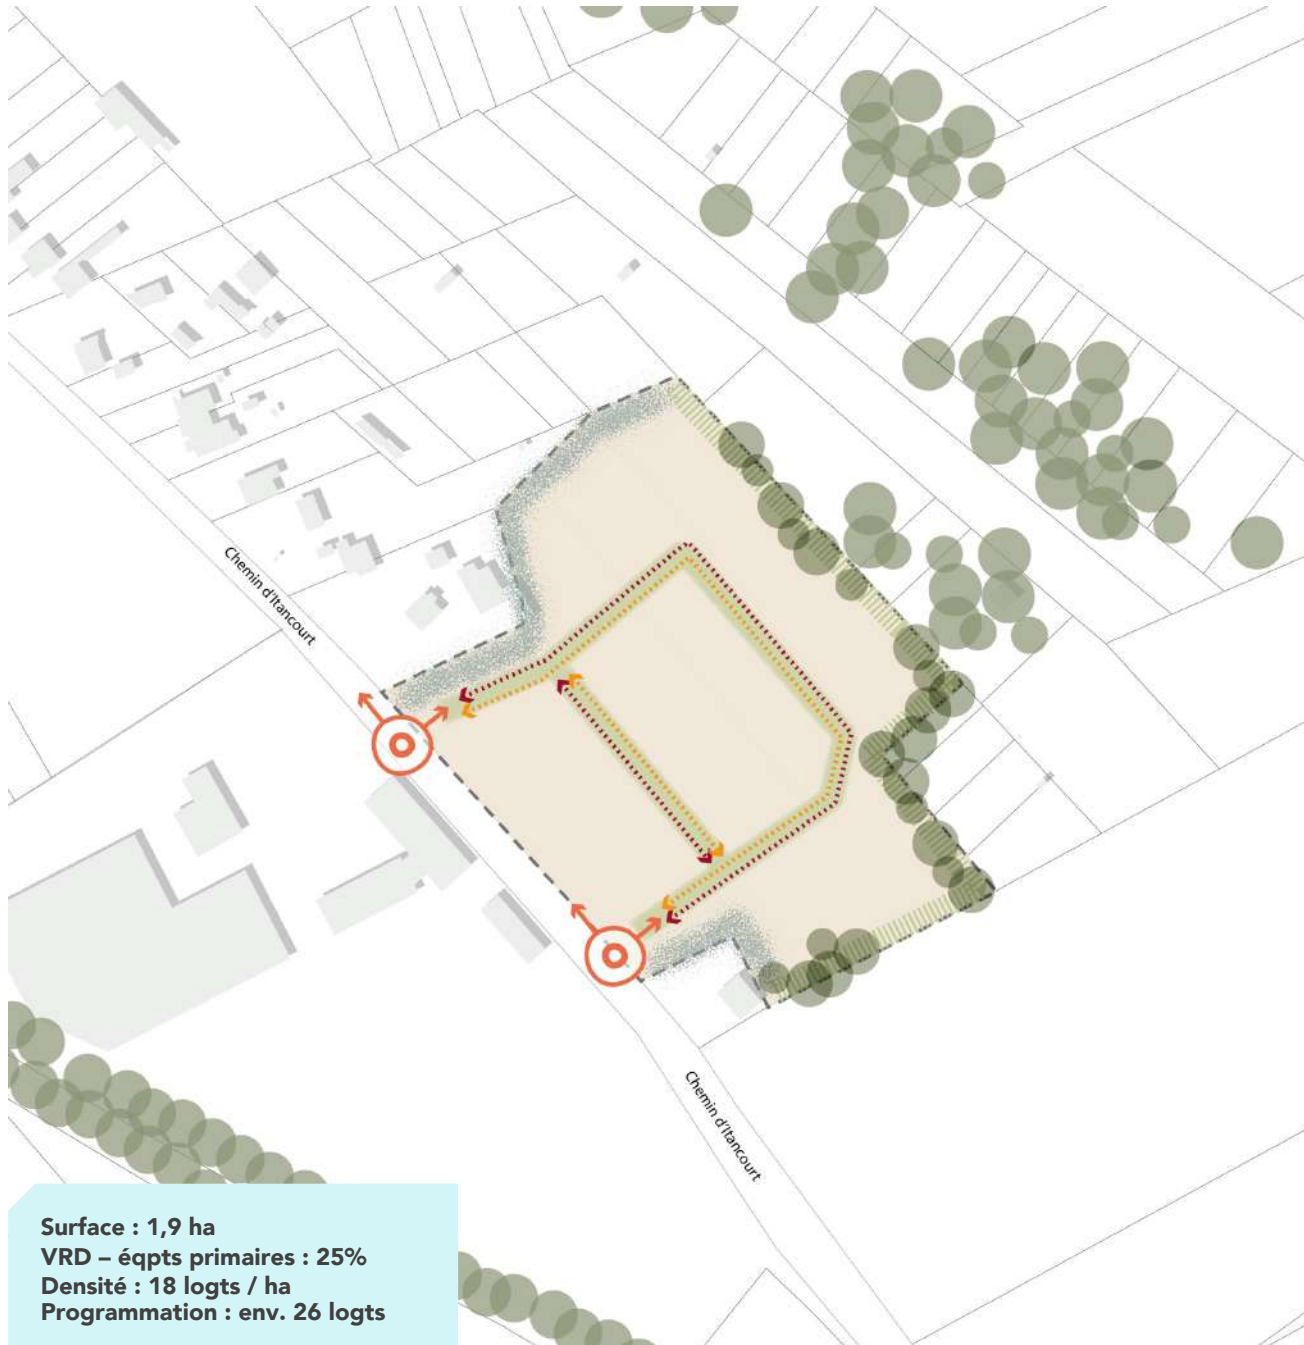 Chemin d'Itancourt
Chemin d'Itancourt
Surface : 1,9 ha
VRD – éqpts primaires : 25%
Densité : 18 logts / ha
Programmation : env. 26 logts